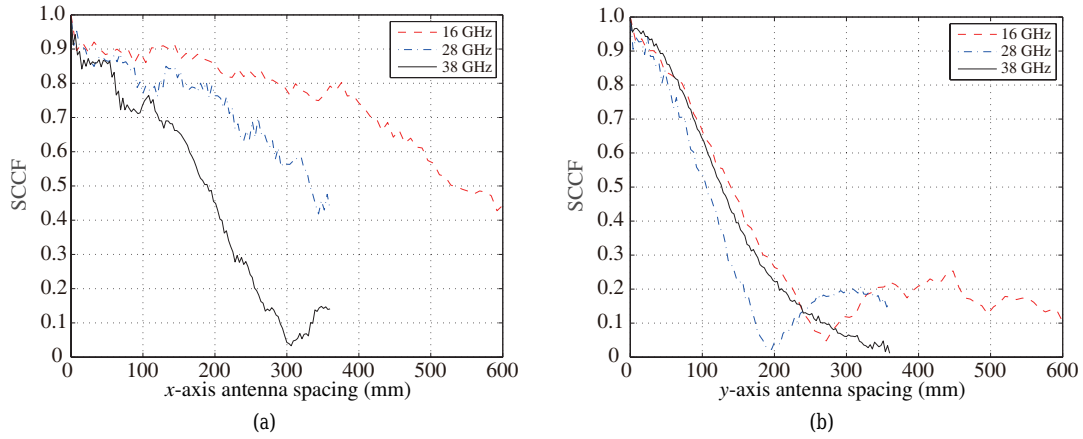 1.0
0.9
0.8
0.7
0.6
0.5
0.4
0.3
0.2
0.1
0
SCCF
16 GHz
28 GHz
38 GHz
0 100 200 300 400 500 600
x-axis antenna spacing (mm)
(a)
1.0
0.9
0.8
0.7
0.6
0.5
0.4
0.3
0.2
0.1
0
SCCF
16 GHz
28 GHz
38 GHz
0 100 200 300 400 500 600
y-axis antenna spacing (mm)
(b)